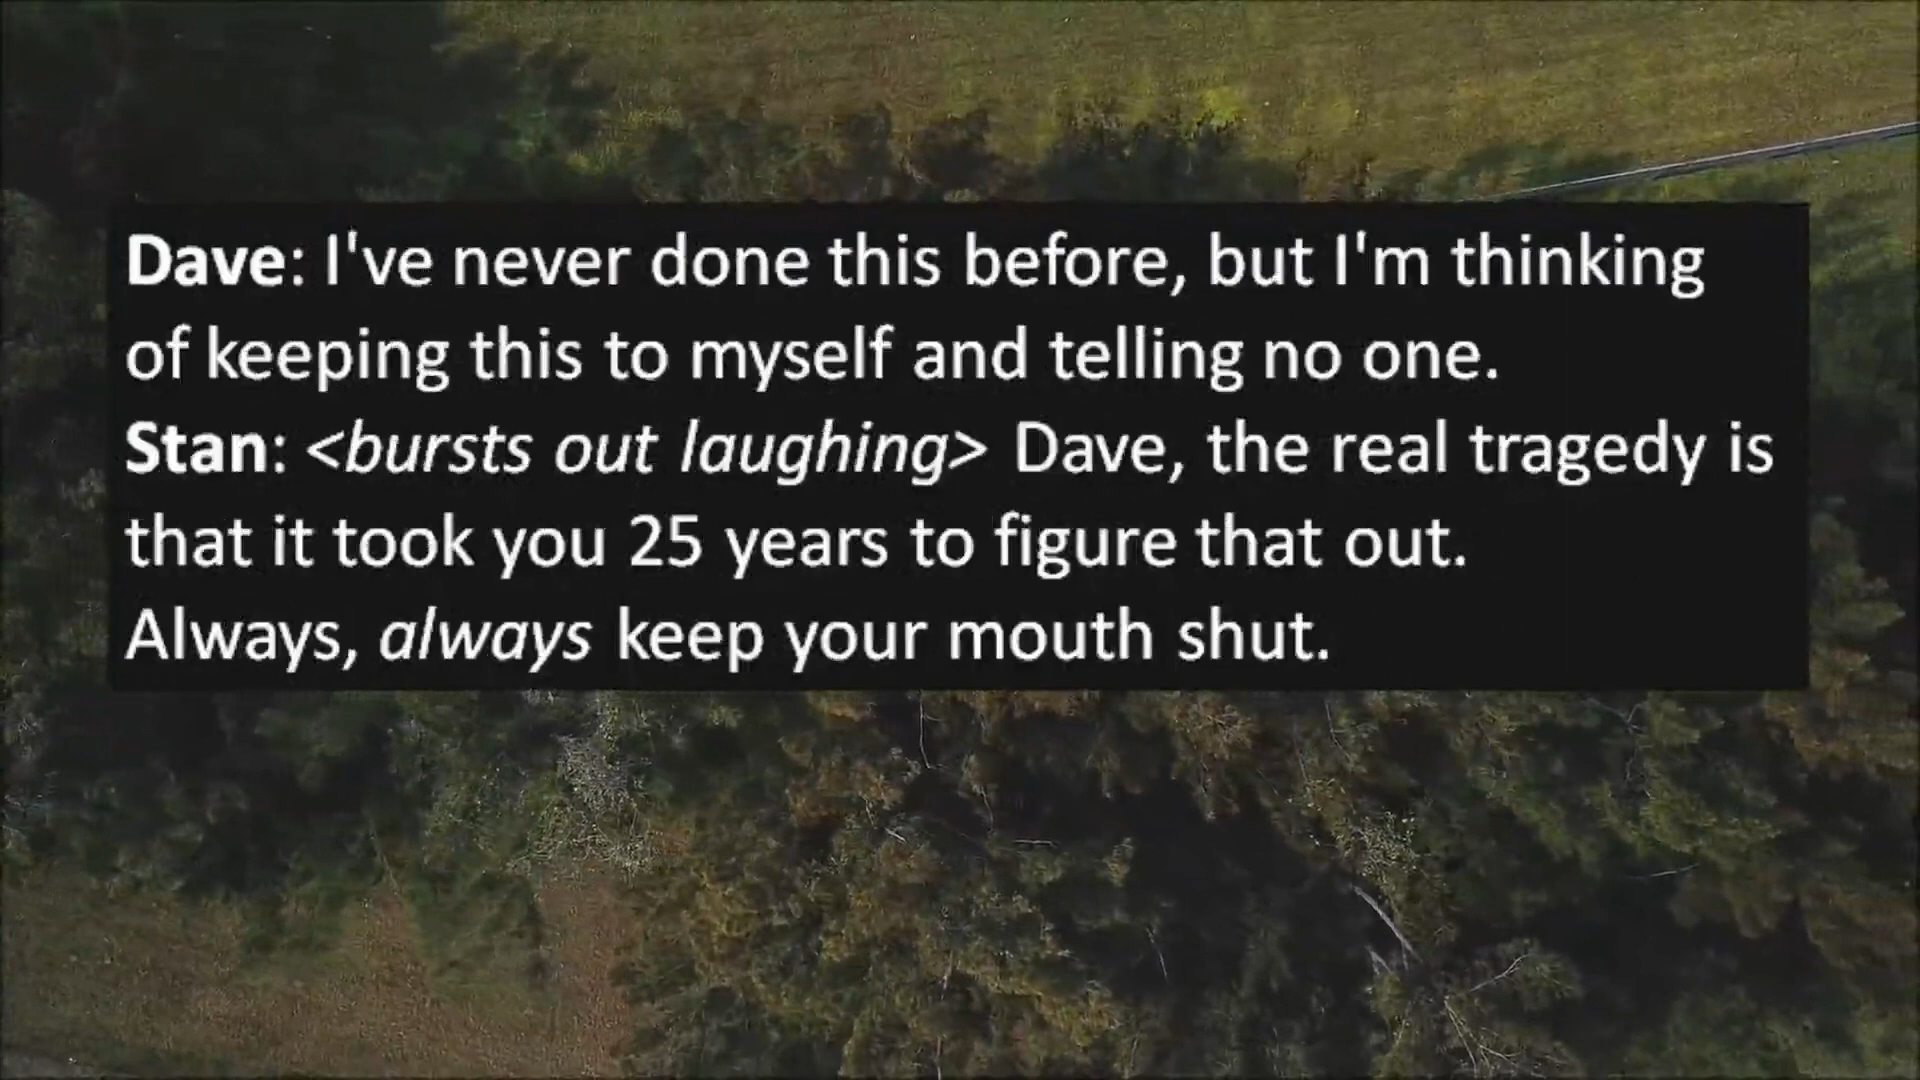 Dave: I've never done this before, but I'm thinking
of keeping this to myself and telling no one.
Stan: <bursts out laughing> Dave, the real tragedy is
that it took you 25 years to figure that out.
Always, always keep your mouth shut.